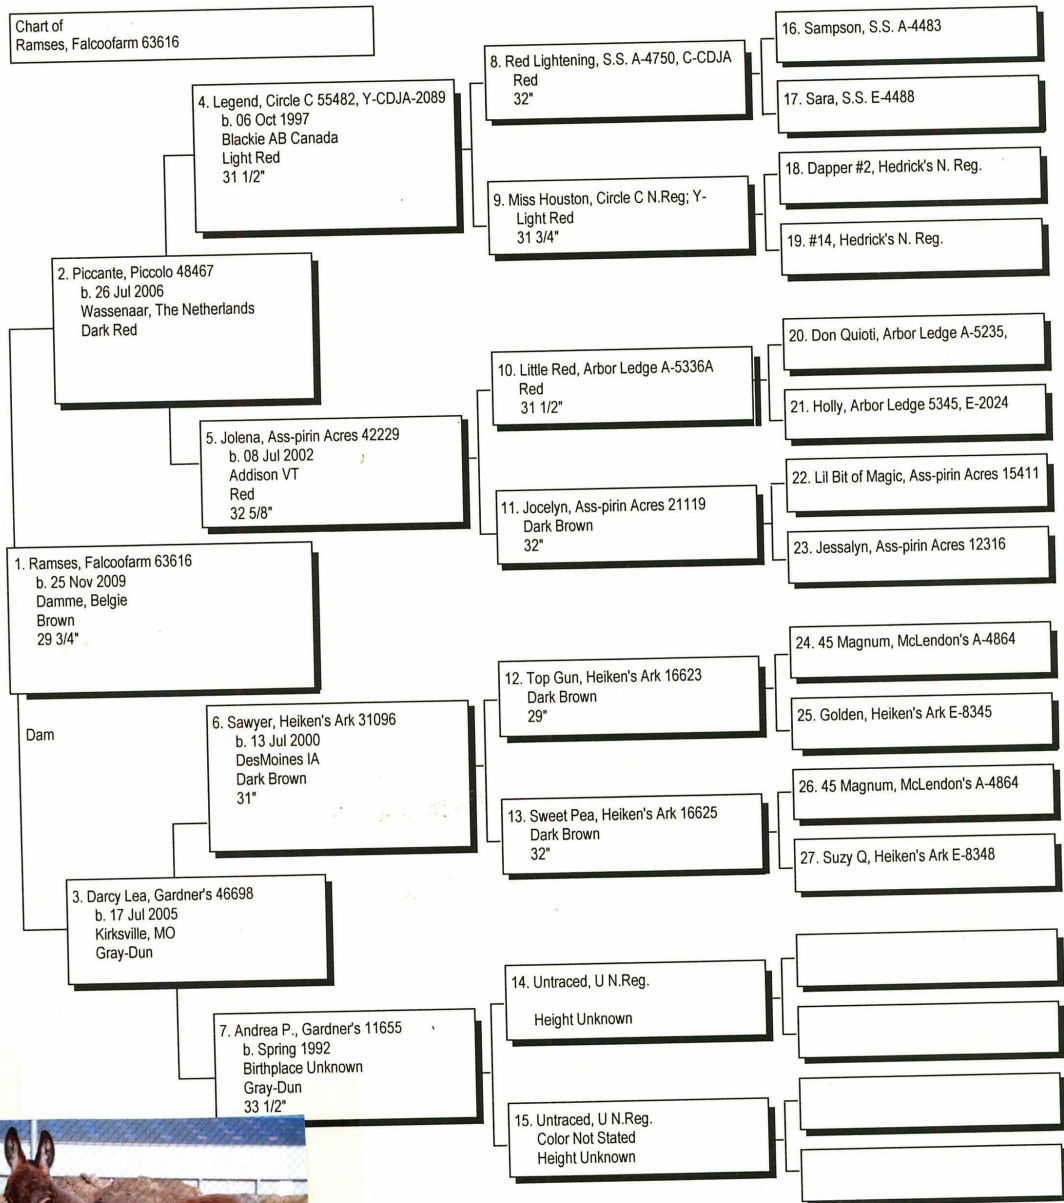 Chart of
Ramses, Falcoofarm 63616
1. Ramses, Falcoofarm 63616
b. 25 Nov 2009
Damme, Belgie
Brown
29 3/4"
Dam
2. Piccante, Piccolo 48467
b. 26 Jul 2006
Wassenaar, The Netherlands
Dark Red
3. Darcy Lea, Gardner's 46698
b. 17 Jul 2005
Kirksville, MO
Gray-Dun
4. Legend, Circle C 55482, Y-CDJA-2089
b. 06 Oct 1997
Blackie AB Canada
Light Red
31 1/2"
5. Jolena, Ass-pirin Acres 42229
b. 08 Jul 2002
Addison VT
Red
32 5/8"
6. Sawyer, Heiken's Ark 31096
b. 13 Jul 2000
DesMoines IA
Dark Brown
31"
7. Andrea P., Gardner's 11655
b. Spring 1992
Birthplace Unknown
Gray-Dun
33 1/2"
8. Red Lightening, S.S. A-4750, C-CDJA
Red
32"
9. Miss Houston, Circle C N.Reg; Y-
Light Red
31 3/4"
10. Little Red, Arbor Ledge A-5336A
Red
31 1/2"
11. Jocelyn, Ass-pirin Acres 21119
Dark Brown
32"
12. Top Gun, Heiken's Ark 16623
Dark Brown
29"
13. Sweet Pea, Heiken's Ark 16625
Dark Brown
32"
14. Untraced, U N.Reg.
Height Unknown
15. Untraced, U N.Reg.
Color Not Stated
Height Unknown
16. Sampson, S.S. A-4483
17. Sara, S.S. E-4488
18. Dapper #2, Hedrick's N. Reg.
19. #14, Hedrick's N. Reg.
20. Don Quioti, Arbor Ledge A-5235,
21. Holly, Arbor Ledge 5345, E-2024
22. Lil Bit of Magic, Ass-pirin Acres 15411
23. Jessalyn, Ass-pirin Acres 12316
24. 45 Magnum, McLendon's A-4864
25. Golden, Heiken's Ark E-8345
26. 45 Magnum, McLendon's A-4864
27. Suzy Q, Heiken's Ark E-8348